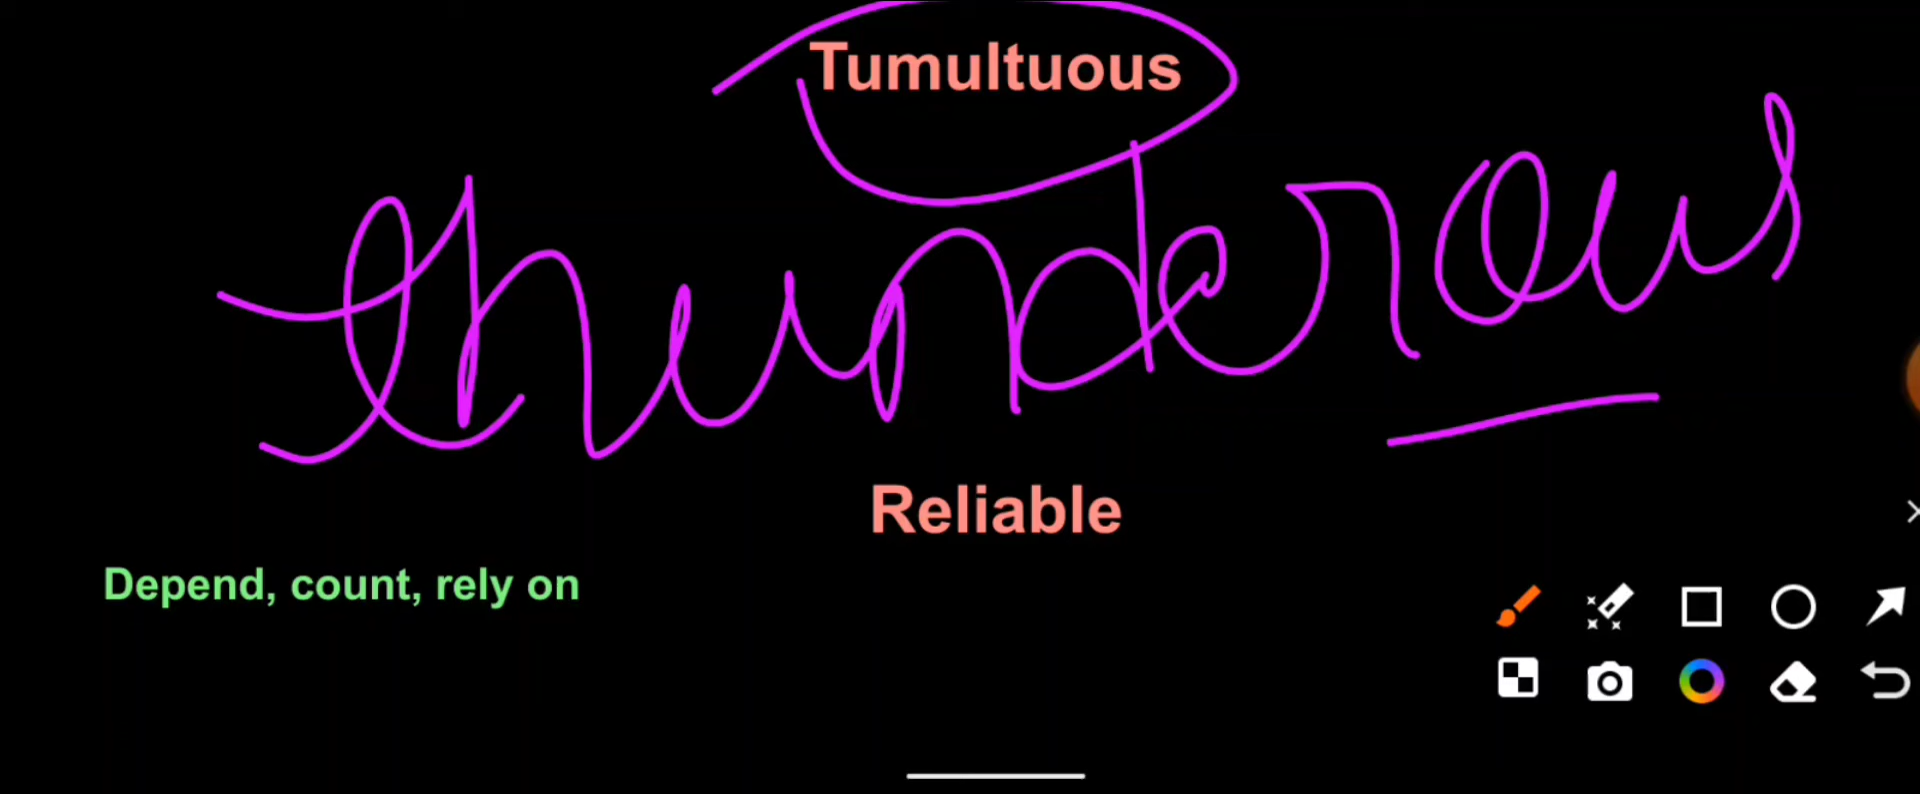 Tumultuous
thunderous
Reliable
Depend, count, rely on